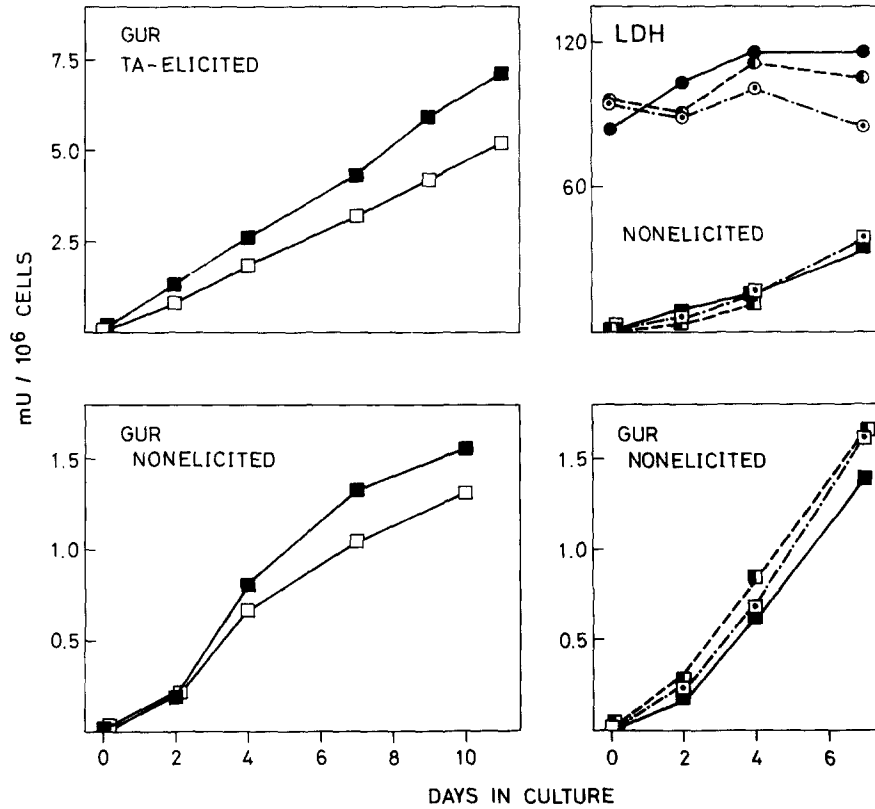 GUR
TA-ELICITED
7.5
5.0
2.5
LDH
120
60
NONELICITED
mU / 10⁶ CELLS
GUR
NONELICITED
1.5
1.0
0.5
0 2 4 6 8 10
GUR
NONELICITED
1.5
1.0
0.5
0 2 4 6
DAYS IN CULTURE